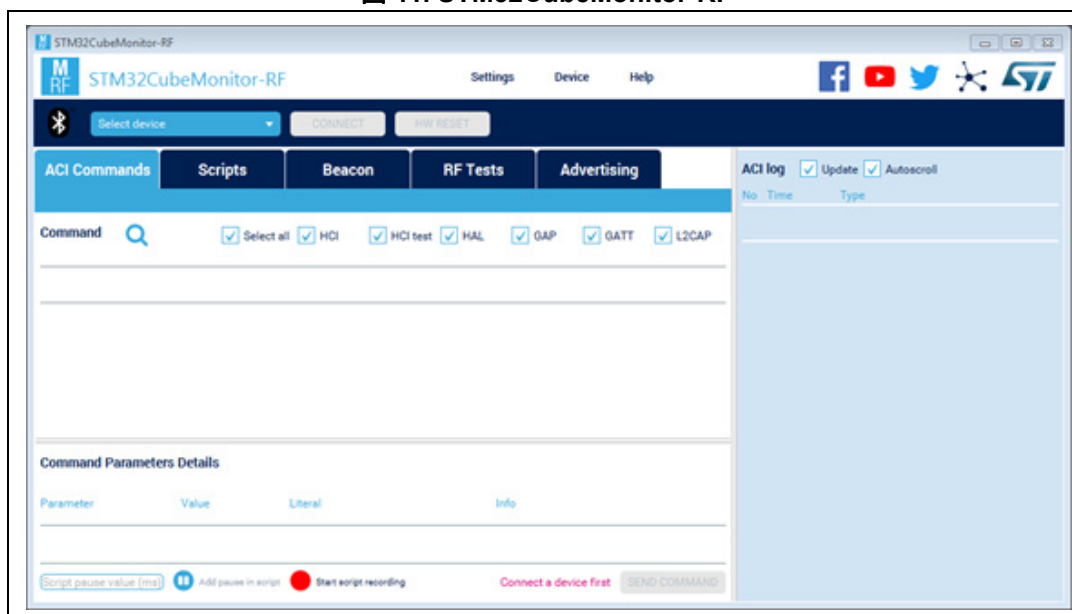 STM32CubeMonitor-RF
M
RF
STM32CubeMonitor-RF
Settings Device Help
Select device CONNECT HW RESET
ACI Commands Scripts Beacon RF Tests Advertising
Command Select all HCI HCI test HAL GAP GATT L2CAP
Command Parameters Details
Parameter Value Literal Info
Script pause value (ms) Add pause in script Start script recording Connect a device first SEND COMMAND
ACI log Update Autoscroll
No Time Type